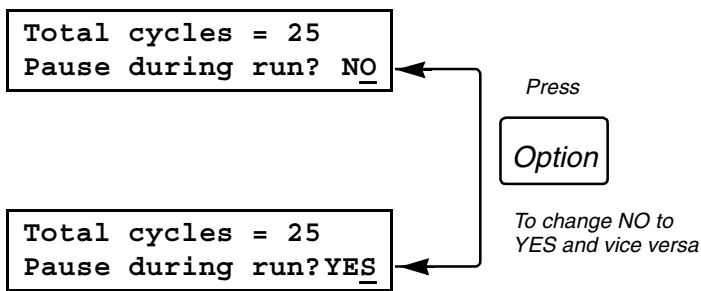 Total cycles = 25
Pause during run? NO
Press
Option
To change NO to
YES and vice versa
Total cycles = 25
Pause during run?YES